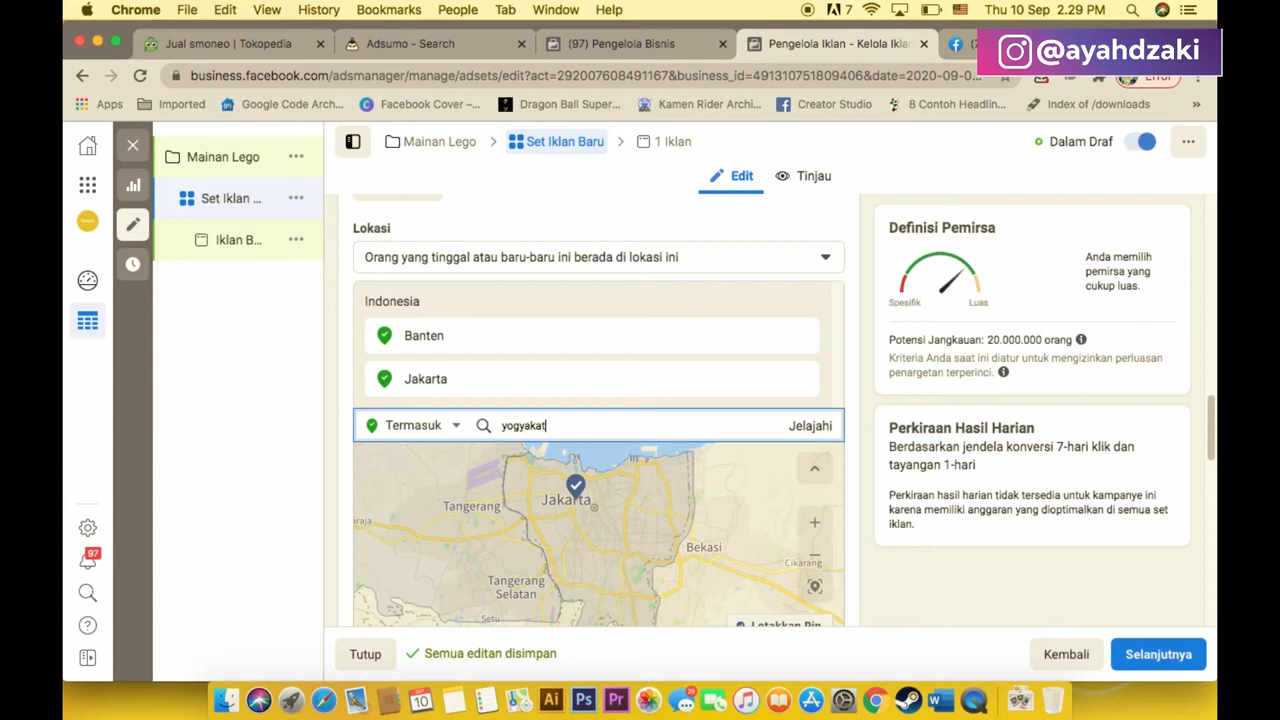 Chrome File Edit View History Bookmarks People Tab Window Help
7 Thu 10 Sep 2.29 PM
Jual smoneo | Tokopedia
Adsumo - Search
(97) Pengelola Bisnis
Pengelola Iklan - Kelola Iklan
@ayahdzaki
business.facebook.com/adsmanager/manage/adsets/edit?act=292007608491167&business_id=491310751809406&date=2020-09-0...
Error
Apps
Imported
Google Code Arch...
Facebook Cover –...
Dragon Ball Super...
Kamen Rider Archi...
Creator Studio
8 Contoh Headlin...
Index of /downloads
»
Mainan Lego
Set Iklan ...
Iklan B...
97
Mainan Lego > Set Iklan Baru > 1 Iklan
Dalam Draf
Edit
Tinjau
Lokasi
Orang yang tinggal atau baru-baru ini berada di lokasi ini
Indonesia
Banten
Jakarta
Termasuk
yogyakat
Jelajahi
Jakarta
Tangerang
Bekasi
Cikarang
Tangerang
Selatan
Setu
Letakkan Pin
Definisi Pemirsa
Spesifik
Luas
Anda memilih
pemirsa yang
cukup luas.
Potensi Jangkauan: 20.000.000 orang
Kriteria Anda saat ini diatur untuk mengizinkan perluasan
penargetan terperinci.
Perkiraan Hasil Harian
Berdasarkan jendela konversi 7-hari klik dan
tayangan 1-hari
Perkiraan hasil harian tidak tersedia untuk kampanye ini
karena memiliki anggaran yang dioptimalkan di semua set
iklan.
Tutup
Semua editan disimpan
Kembali
Selanjutnya